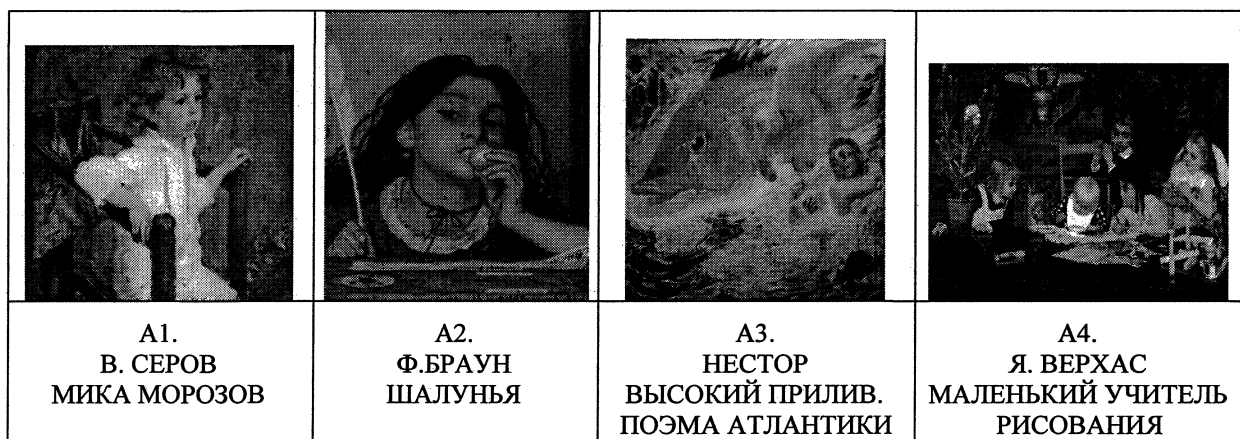 А1.
В. СЕРОВ
МИКА МОРОЗОВ
А2.
Ф.БРАУН
ШАЛУНЬЯ
А3.
НЕСТОР
ВЫСОКИЙ ПРИЛИВ.
ПОЭМА АТЛАНТИКИ
А4.
Я. ВЕРХАС
МАЛЕНЬКИЙ УЧИТЕЛЬ
РИСОВАНИЯ